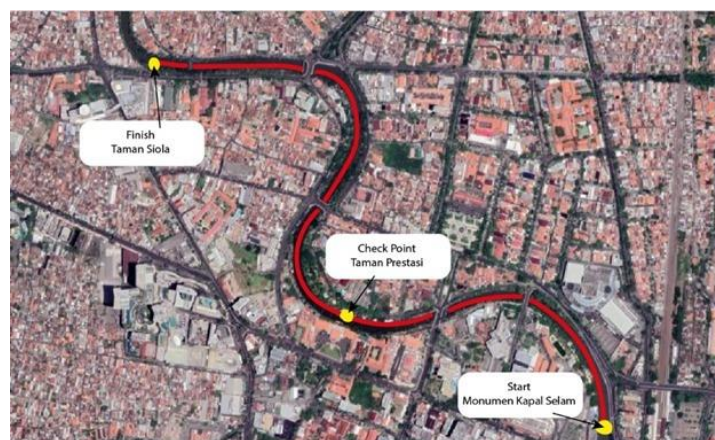 Finish
Taman Siola
Check Point
Taman Prestasi
Start
Monumen Kapal Selam